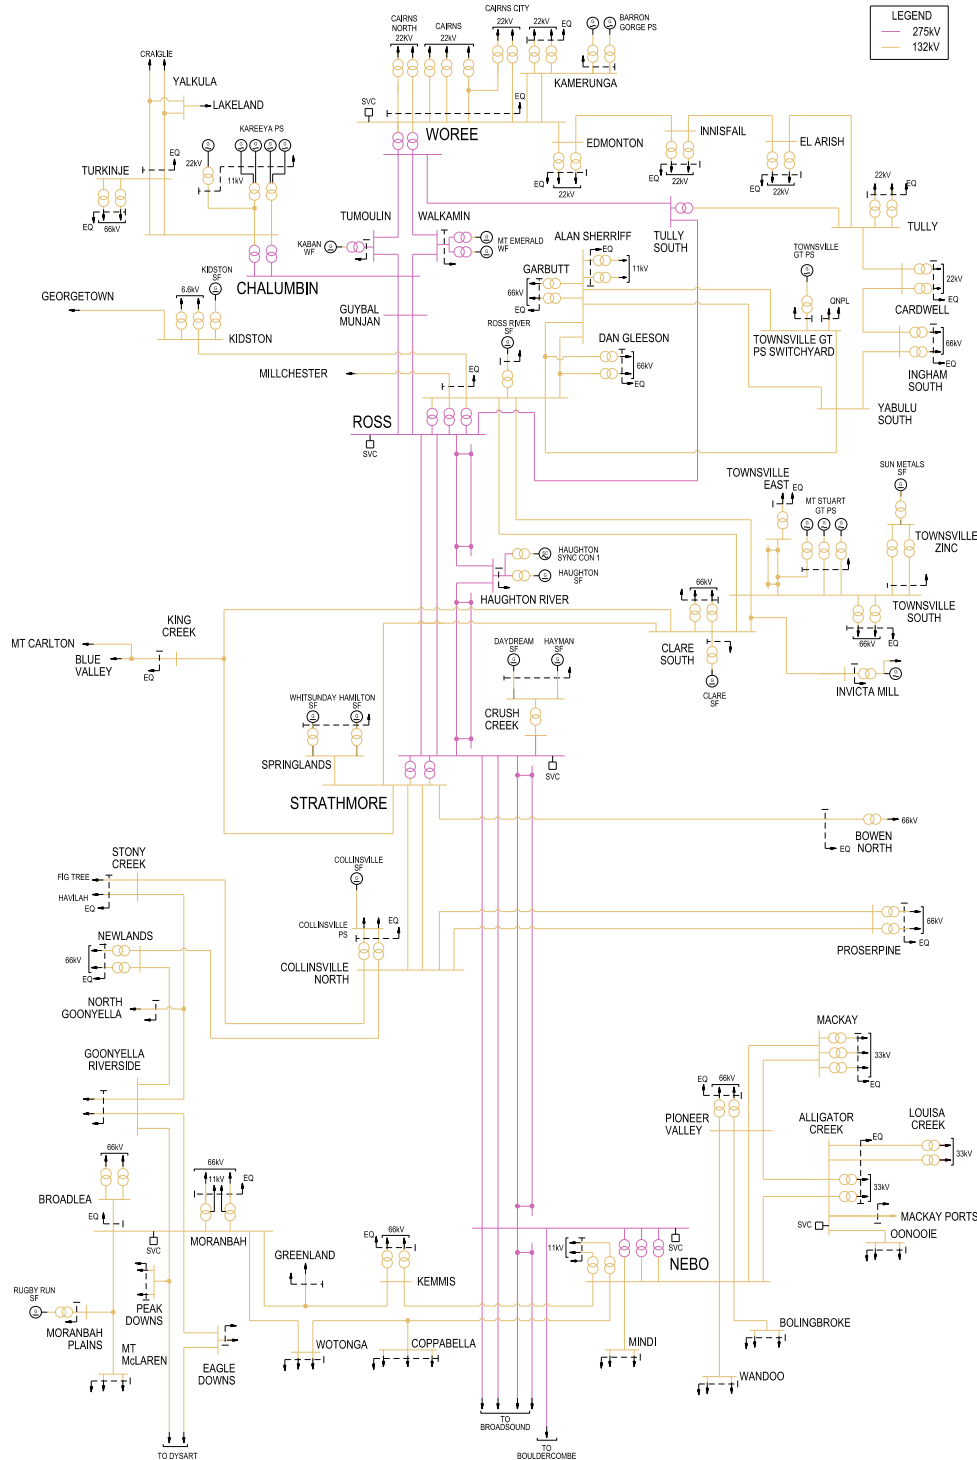 LEGEND
275kV
132kV
CAIRNS
NORTH
22KV
CAIRNS
22kV
CAIRNS CITY
22kV
22kV
EQ
BARRON
GORGE PS
KAMERUNGA
EQ
SVC
WOREE
CRAIGLIE
YALKULA
LAKELAND
KAREEYA PS
22kV
11kV
EQ
EQ
TURKINJE
EQ
66kV
EDMONTON
EQ
22kV
INNISFAIL
EQ
22kV
EL ARISH
EQ
22kV
22kV
EQ
TULLY
TUMOULIN
WALKAMIN
KABAN
WF
MT EMERALD
WF
TULLY
SOUTH
CHALUMBIN
KIDSTON
SF
6.6kV
GEORGETOWN
KIDSTON
GUYBAL
MUNJAN
ALAN SHERRIFF
EQ
11kV
GARBUTT
66kV
EQ
ROSS RIVER
SF
DAN GLEESON
66kV
EQ
TOWNSVILLE
GT PS
QNPL
TOWNSVILLE GT
PS SWITCHYARD
22kV
EQ
CARDWELL
66kV
EQ
INGHAM
SOUTH
YABULU
SOUTH
MILLCHESTER
EQ
ROSS
SVC
TOWNSVILLE
EAST
EQ
MT STUART
GT PS
SUN METALS
SF
TOWNSVILLE
ZINC
EQ
TOWNSVILLE
SOUTH
66kV
EQ
HAUGHTON
SYNC CON 1
HAUGHTON
SF
HAUGHTON RIVER
66kV
CLARE
SOUTH
CLARE
SF
INVICTA MILL
KING
CREEK
MT CARLTON
BLUE
VALLEY
EQ
DAYDREAM
SF
HAYMAN
SF
CRUSH
CREEK
WHITSUNDAY
SF
HAMILTON
SF
SPRINGLANDS
SVC
STRATHMORE
EQ
66kV
BOWEN
NORTH
STONY
CREEK
FIG TREE
HAVILAH
EQ
COLLINSVILLE
SF
COLLINSVILLE
PS
EQ
COLLINSVILLE
NORTH
66kV
EQ
PROSERPINE
NEWLANDS
66kV
EQ
NORTH
GOONYELLA
GOONYELLA
RIVERSIDE
MACKAY
33kV
EQ
EQ
66kV
PIONEER
VALLEY
ALLIGATOR
CREEK
EQ
LOUISA
CREEK
33kV
33kV
SVC
MACKAY PORTS
OONOOIE
66kV
BROADLEA
EQ
66kV
11kV
EQ
SVC
MORANBAH
GREENLAND
66kV
EQ
KEMMIS
11kV
NEBO
SVC
RUGBY RUN
SF
MORANBAH
PLAINS
PEAK
DOWNS
MT
McLAREN
EAGLE
DOWNS
WOTONGA
COPPABELLA
MINDI
BOLINGBROKE
WANDOO
TO DYSART
TO
BROADSOUND
TO
BOULDERCOMBE